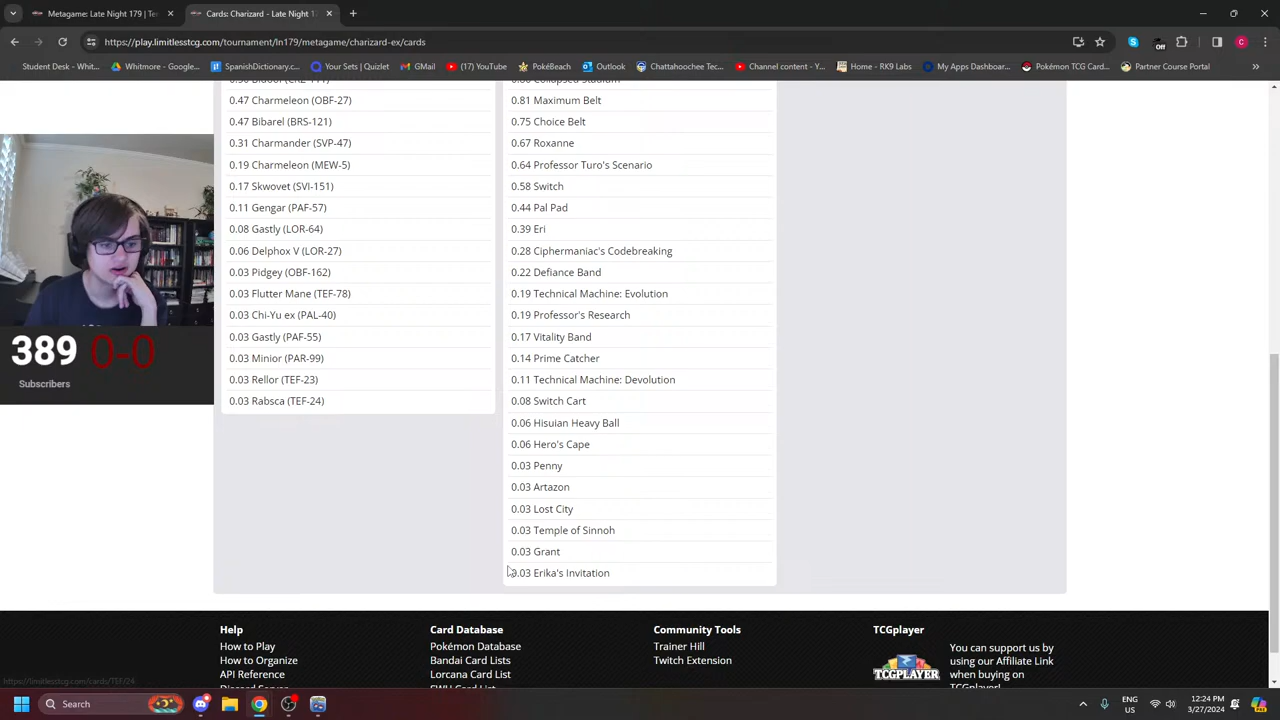 Metagame: Late Night 179 | Te
Cards: Charizard - Late Night 17
https://play.limitlesstcg.com/tournament/ln179/metagame/charizard-ex/cards
Student Desk - Whit...
Whitmore - Google...
SpanishDictionary.c...
Your Sets | Quizlet
GMail
(17) YouTube
PokéBeach
Outlook
Chattahoochee Tec...
Channel content - Y...
Home - RK9 Labs
My Apps Dashboar...
Pokémon TCG Card...
Partner Course Portal
0.47 Charmeleon (OBF-27)
0.47 Bibarel (BRS-121)
0.31 Charmander (SVP-47)
0.19 Charmeleon (MEW-5)
0.17 Skwovet (SVI-151)
0.11 Gengar (PAF-57)
0.08 Gastly (LOR-64)
0.06 Delphox V (LOR-27)
0.03 Pidgey (OBF-162)
0.03 Flutter Mane (TEF-78)
0.03 Chi-Yu ex (PAL-40)
0.03 Gastly (PAF-55)
0.03 Minior (PAR-99)
0.03 Rellor (TEF-23)
0.03 Rabsca (TEF-24)
Collapsed Stadium
0.81 Maximum Belt
0.75 Choice Belt
0.67 Roxanne
0.64 Professor Turo's Scenario
0.58 Switch
0.44 Pal Pad
0.39 Eri
0.28 Ciphermaniac's Codebreaking
0.22 Defiance Band
0.19 Technical Machine: Evolution
0.19 Professor's Research
0.17 Vitality Band
0.14 Prime Catcher
0.11 Technical Machine: Devolution
0.08 Switch Cart
0.06 Hisuian Heavy Ball
0.06 Hero's Cape
0.03 Penny
0.03 Artazon
0.03 Lost City
0.03 Temple of Sinnoh
0.03 Grant
0.03 Erika's Invitation
389 0-0
Subscribers
Help
How to Play
How to Organize
API Reference
Discord Server
Card Database
Pokémon Database
Bandai Card Lists
Lorcana Card List
Community Tools
Trainer Hill
Twitch Extension
TCGplayer
You can support us by
using our Affiliate Link
when buying on
TCGplayer!
https://limitlesstcg.com/cards/TEF/24
Search
ENG
US
12:24 PM
3/27/2024